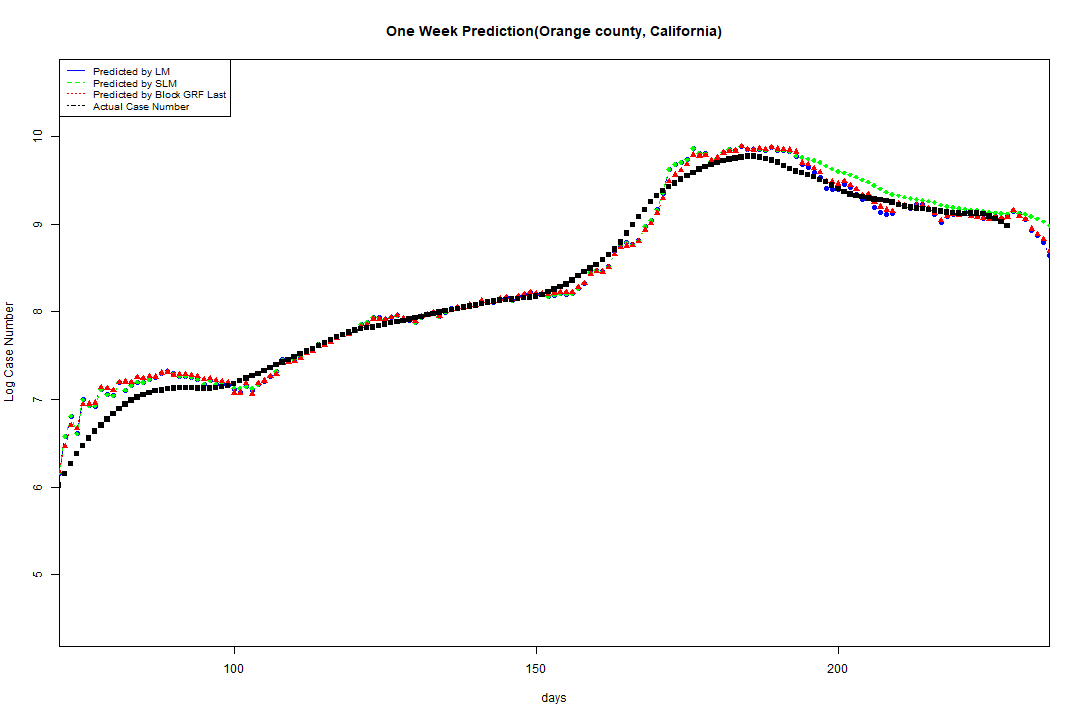 One Week Prediction(Orange county, California)
Predicted by LM
Predicted by SLM
Predicted by Block GRF Last
Actual Case Number
10
9
8
7
6
5
Log Case Number
100
150
200
days